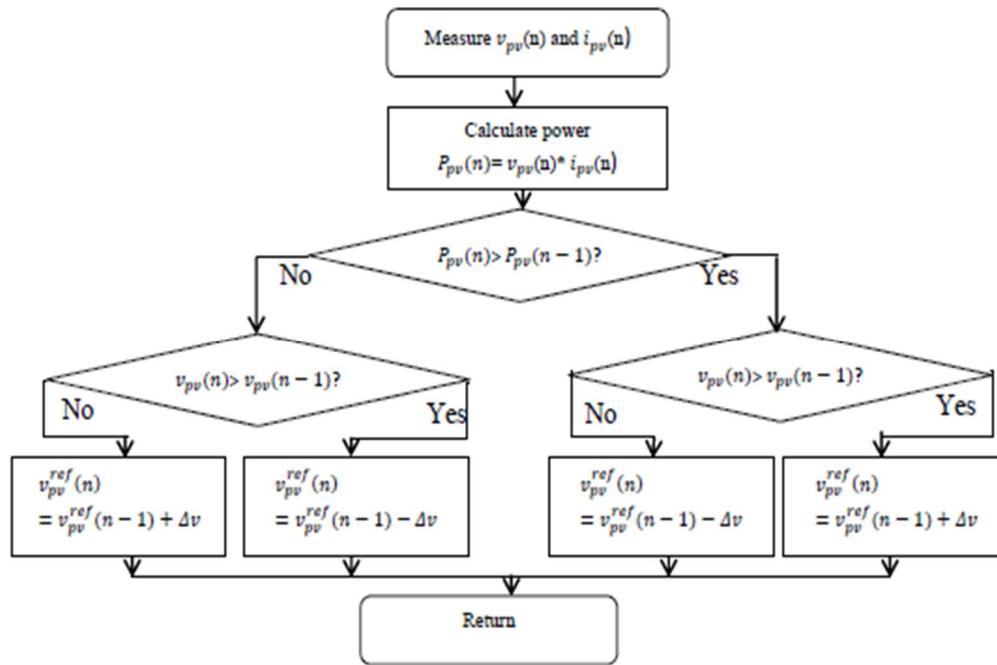 Measure v_pv(n) and i_pv(n)
Calculate power
P_pv(n)= v_pv(n)* i_pv(n)
P_pv(n)> P_pv(n − 1)?
No
Yes
v_pv(n)> v_pv(n − 1)?
v_pv(n)> v_pv(n − 1)?
No
Yes
No
Yes
v_pv^ref(n)
= v_pv^ref(n − 1) + Δv
v_pv^ref(n)
= v_pv^ref(n − 1) − Δv
v_pv^ref(n)
= v_pv^ref(n − 1) − Δv
v_pv^ref(n)
= v_pv^ref(n − 1) + Δv
Return